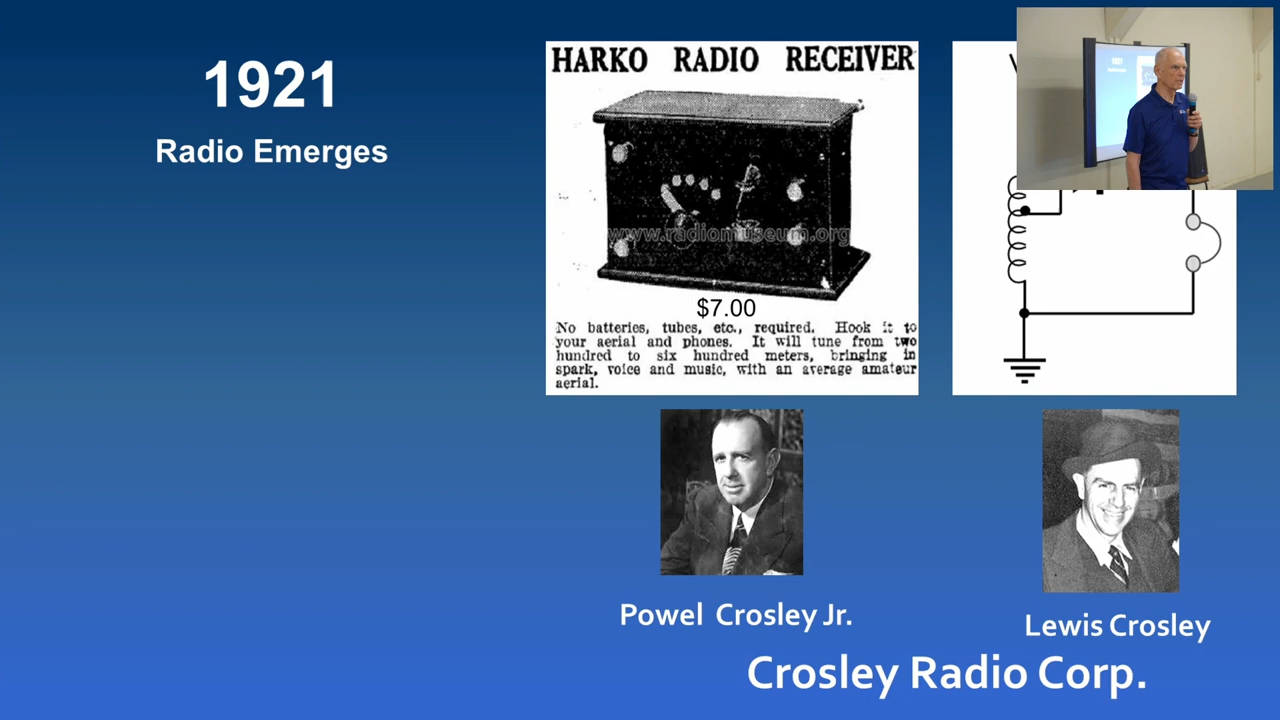 1921
Radio Emerges
HARKO RADIO RECEIVER
www.radiomuseum.org
$7.00
No batteries, tubes, etc., required. Hook it to
your aerial and phones. It will tune from two
hundred to six hundred meters, bringing in
spark, voice and music, with an average amateur
aerial.
Powel Crosley Jr.
Lewis Crosley
Crosley Radio Corp.
1921